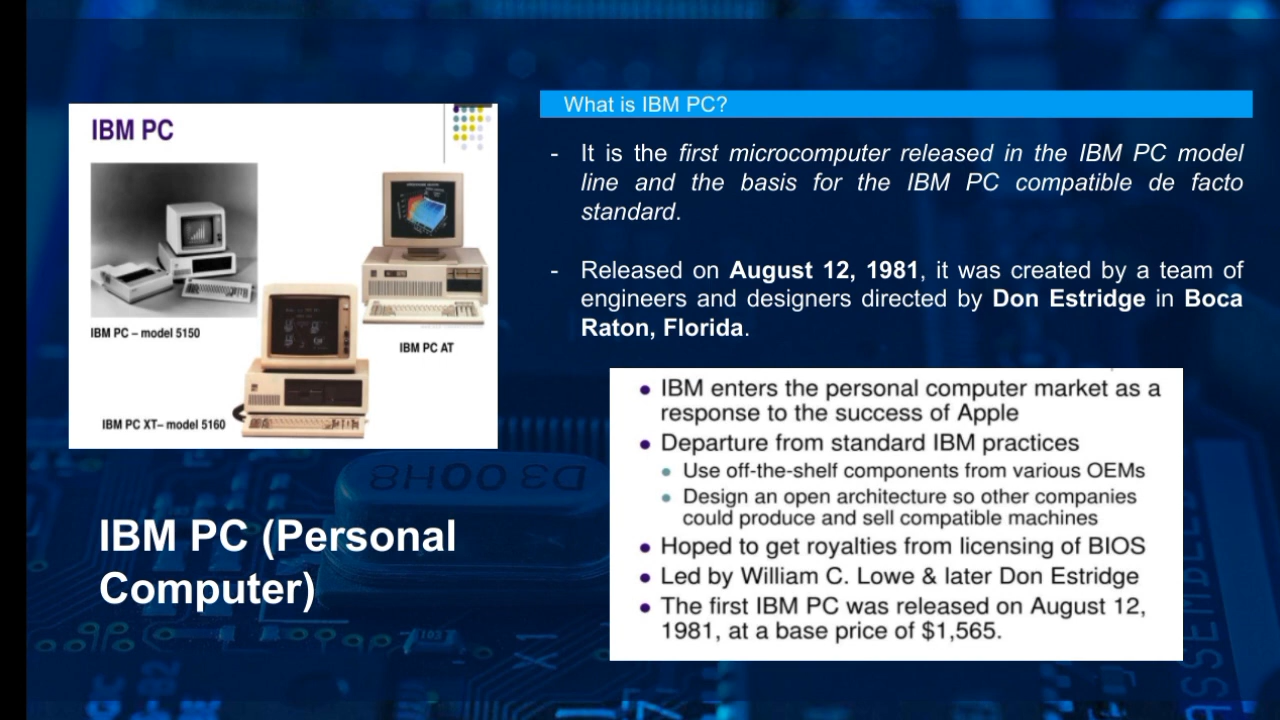 IBM PC
IBM PC – model 5150
IBM PC AT
IBM PC XT– model 5160
IBM PC (Personal
Computer)
What is IBM PC?
- It is the first microcomputer released in the IBM PC model
line and the basis for the IBM PC compatible de facto
standard.
- Released on August 12, 1981, it was created by a team of
engineers and designers directed by Don Estridge in Boca
Raton, Florida.
• IBM enters the personal computer market as a
response to the success of Apple
• Departure from standard IBM practices
• Use off-the-shelf components from various OEMs
• Design an open architecture so other companies
could produce and sell compatible machines
• Hoped to get royalties from licensing of BIOS
• Led by William C. Lowe & later Don Estridge
• The first IBM PC was released on August 12,
1981, at a base price of $1,565.
103